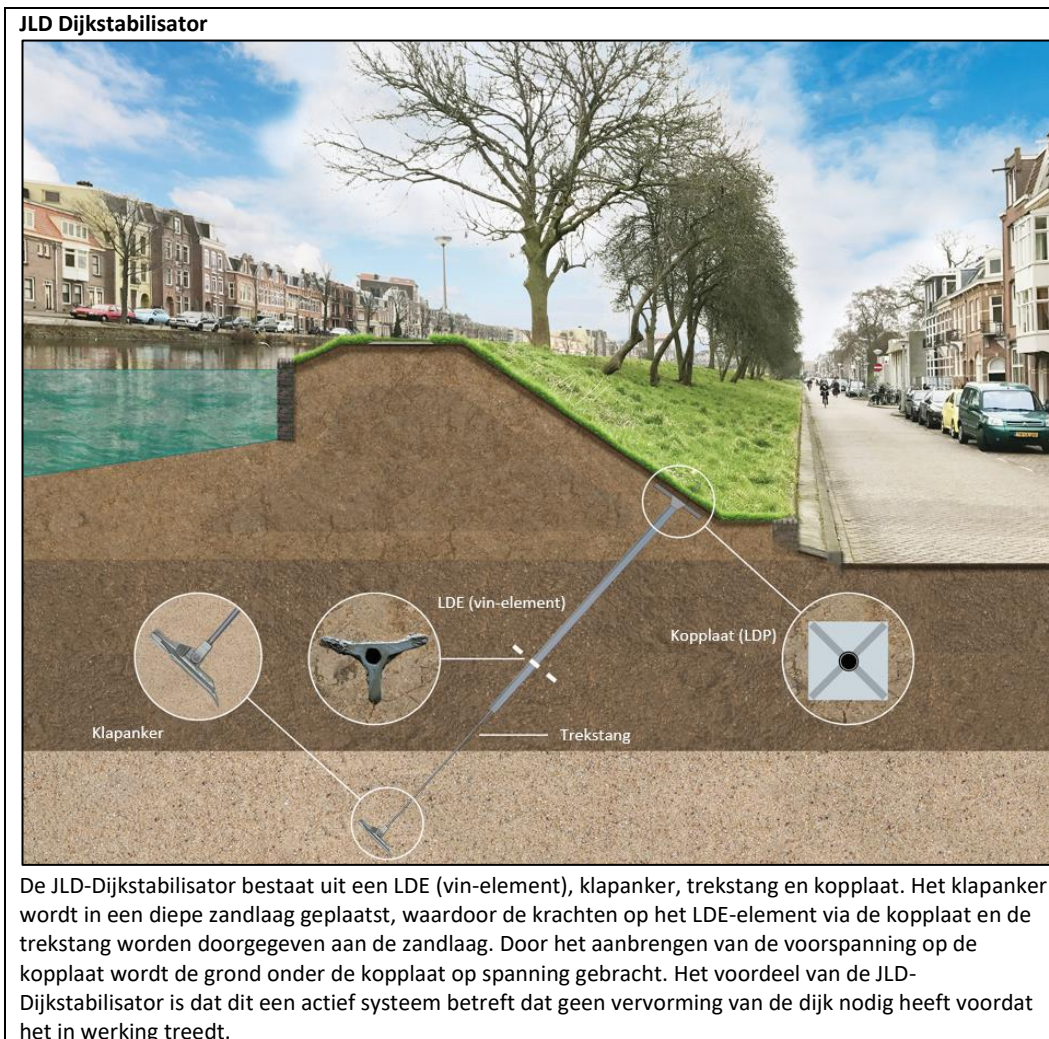 JLD Dijkstabilisator
LDE (vin-element)
Kopplaat (LDP)
Klapanker
Trekstang
De JLD-Dijkstabilisator bestaat uit een LDE (vin-element), klapanker, trekstang en kopplaat. Het klapanker
wordt in een diepe zandlaag geplaatst, waardoor de krachten op het LDE-element via de kopplaat en de
trekstang worden doorgegeven aan de zandlaag. Door het aanbrengen van de voorspanning op de
kopplaat wordt de grond onder de kopplaat op spanning gebracht. Het voordeel van de JLD-
Dijkstabilisator is dat dit een actief systeem betreft dat geen vervorming van de dijk nodig heeft voordat
het in werking treedt.